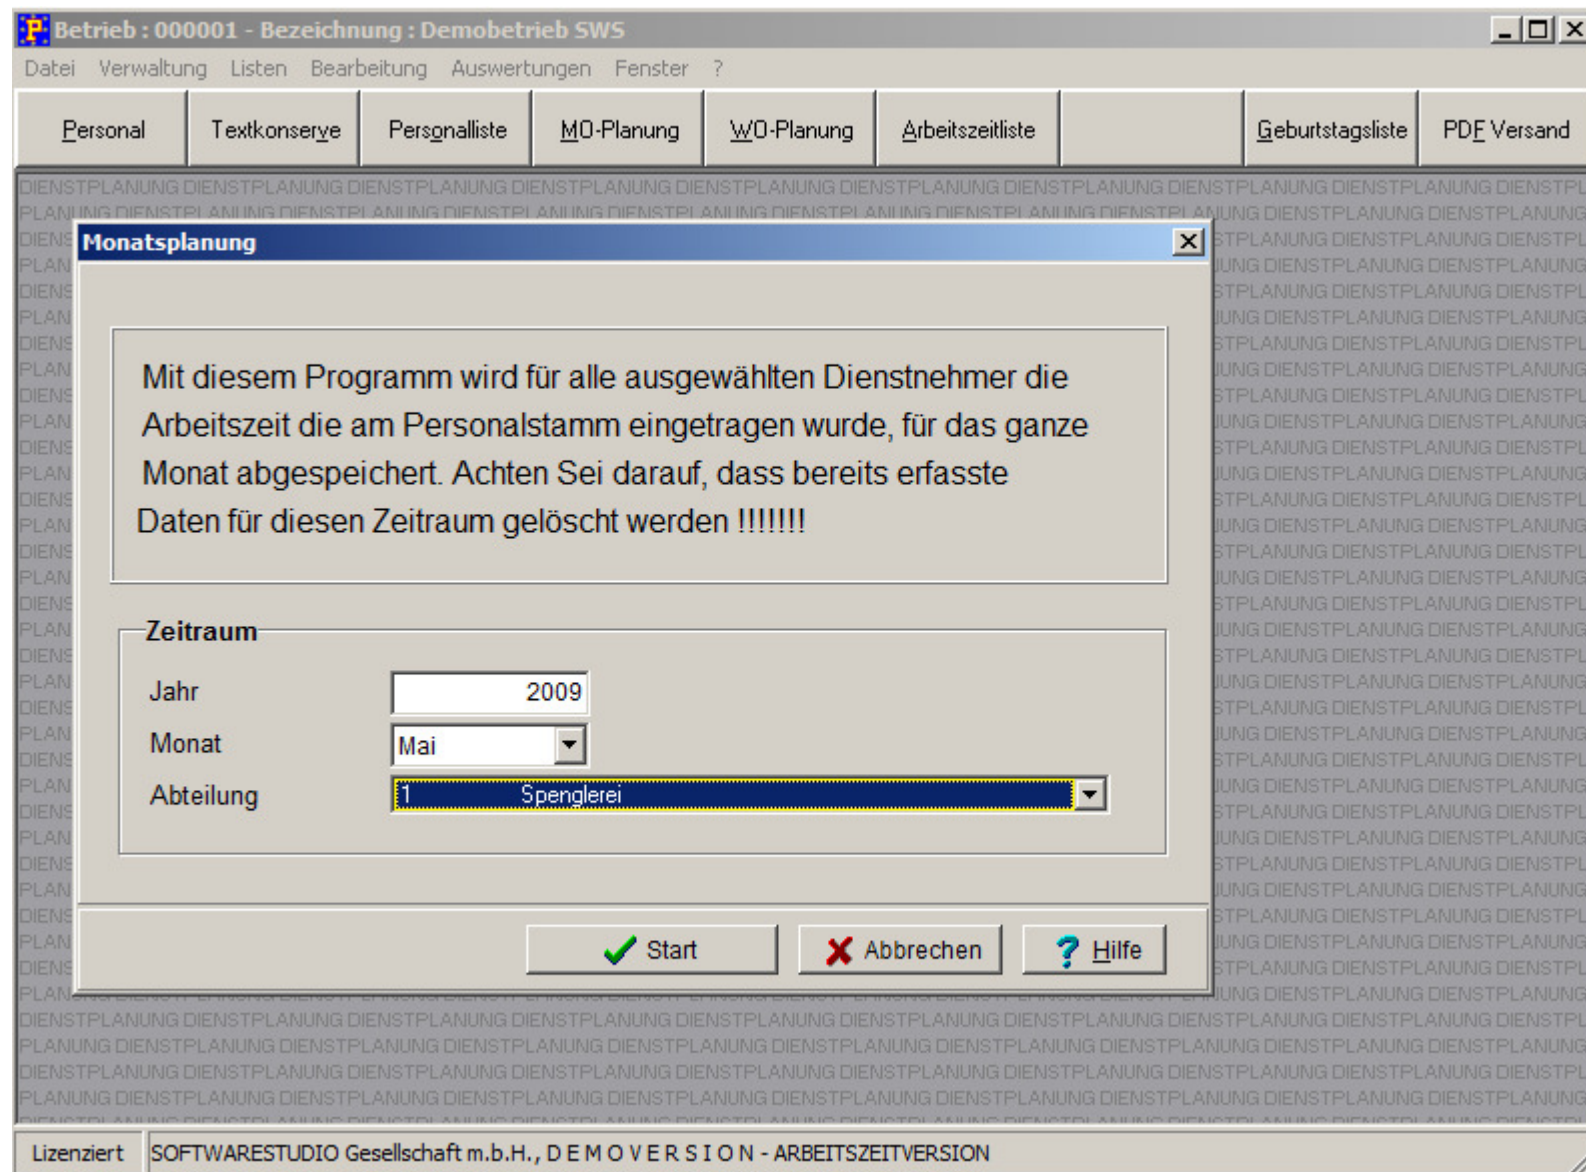 Betrieb : 000001 - Bezeichnung : Demobetrieb SWS
Datei Verwaltung Listen Bearbeitung Auswertungen Fenster ?
Personal Textkonserve Personalliste MO-Planung WO-Planung Arbeitszeitliste Geburtstagsliste PDF Versand
Monatsplanung
Mit diesem Programm wird für alle ausgewählten Dienstnehmer die
Arbeitszeit die am Personalstamm eingetragen wurde, für das ganze
Monat abgespeichert. Achten Sei darauf, dass bereits erfasste
Daten für diesen Zeitraum gelöscht werden !!!!!!!
Zeitraum
Jahr 2009
Monat Mai
Abteilung 1 Spenglerei
Start Abbrechen Hilfe
DIENSTPLANUNG DIENSTPLANUNG DIENSTPLANUNG DIENSTPLANUNG DIENSTPLANUNG DIENSTPLANUNG DIENSTPLANUNG
Lizenziert SOFTWARESTUDIO Gesellschaft m.b.H., D E M O V E R S I O N - ARBEITSZEITVERSION